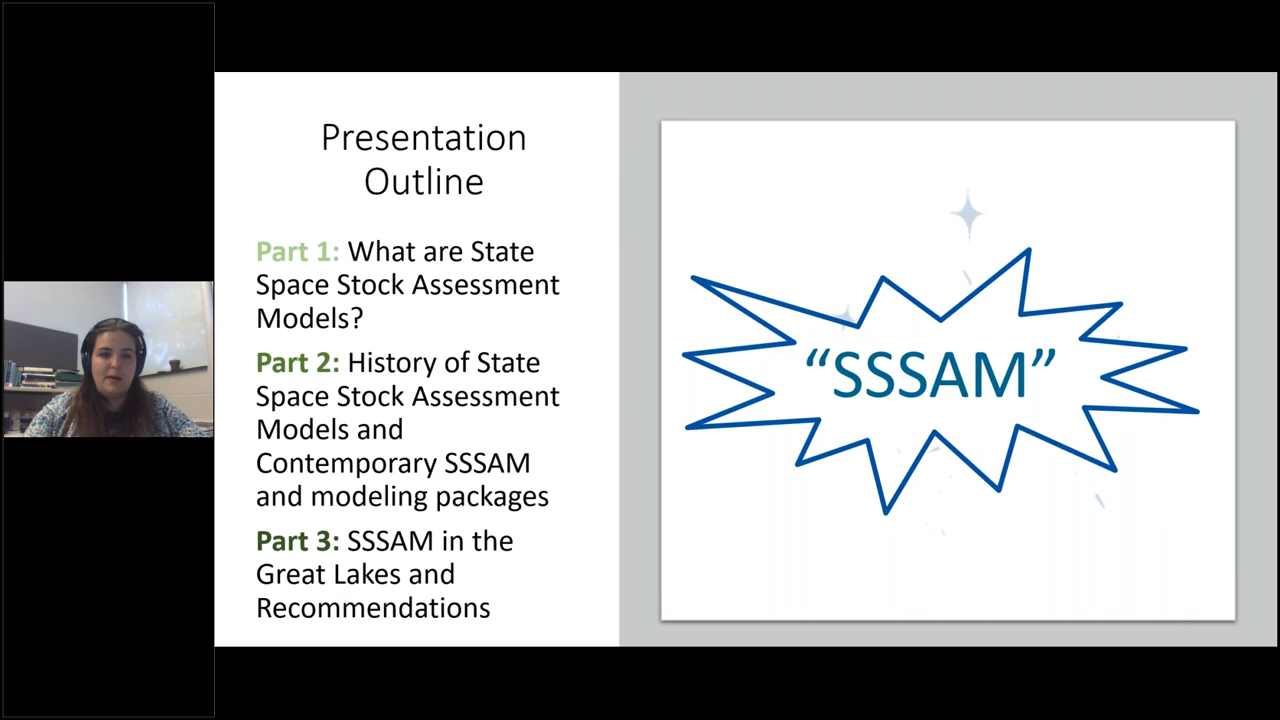 Presentation
Outline
Part 1: What are State
Space Stock Assessment
Models?
Part 2: History of State
Space Stock Assessment
Models and
Contemporary SSSAM
and modeling packages
Part 3: SSSAM in the
Great Lakes and
Recommendations
“SSSAM”